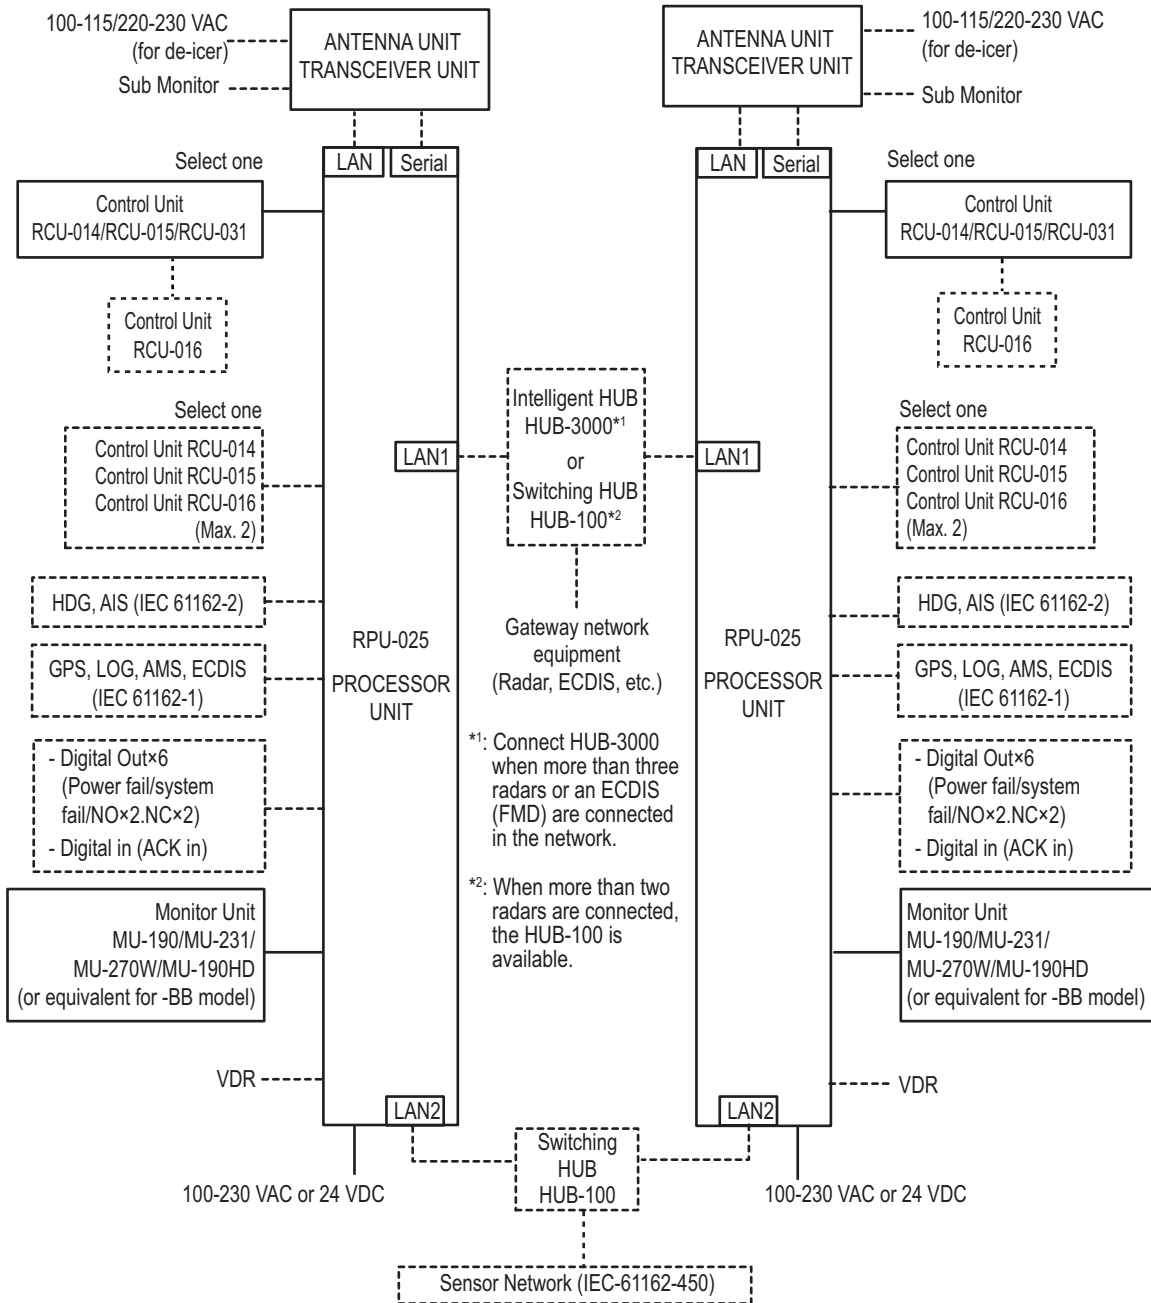 100-115/220-230 VAC
(for de-icer)
Sub Monitor
ANTENNA UNIT
TRANSCEIVER UNIT
ANTENNA UNIT
TRANSCEIVER UNIT
100-115/220-230 VAC
(for de-icer)
Sub Monitor
Select one
LAN
Serial
LAN
Serial
Select one
Control Unit
RCU-014/RCU-015/RCU-031
Control Unit
RCU-014/RCU-015/RCU-031
Control Unit
RCU-016
Control Unit
RCU-016
Select one
Control Unit RCU-014
Control Unit RCU-015
Control Unit RCU-016
(Max. 2)
LAN1
Intelligent HUB
HUB-3000*1
or
Switching HUB
HUB-100*2
LAN1
Select one
Control Unit RCU-014
Control Unit RCU-015
Control Unit RCU-016
(Max. 2)
HDG, AIS (IEC 61162-2)
GPS, LOG, AMS, ECDIS
(IEC 61162-1)
RPU-025
PROCESSOR
UNIT
Gateway network
equipment
(Radar, ECDIS, etc.)
RPU-025
PROCESSOR
UNIT
HDG, AIS (IEC 61162-2)
GPS, LOG, AMS, ECDIS
(IEC 61162-1)
- Digital Out×6
(Power fail/system
fail/NO×2.NC×2)
- Digital in (ACK in)
*1: Connect HUB-3000
when more than three
radars or an ECDIS
(FMD) are connected
in the network.
*2: When more than two
radars are connected,
the HUB-100 is
available.
- Digital Out×6
(Power fail/system
fail/NO×2.NC×2)
- Digital in (ACK in)
Monitor Unit
MU-190/MU-231/
MU-270W/MU-190HD
(or equivalent for -BB model)
Monitor Unit
MU-190/MU-231/
MU-270W/MU-190HD
(or equivalent for -BB model)
VDR
VDR
LAN2
LAN2
Switching
HUB
HUB-100
100-230 VAC or 24 VDC
100-230 VAC or 24 VDC
Sensor Network (IEC-61162-450)